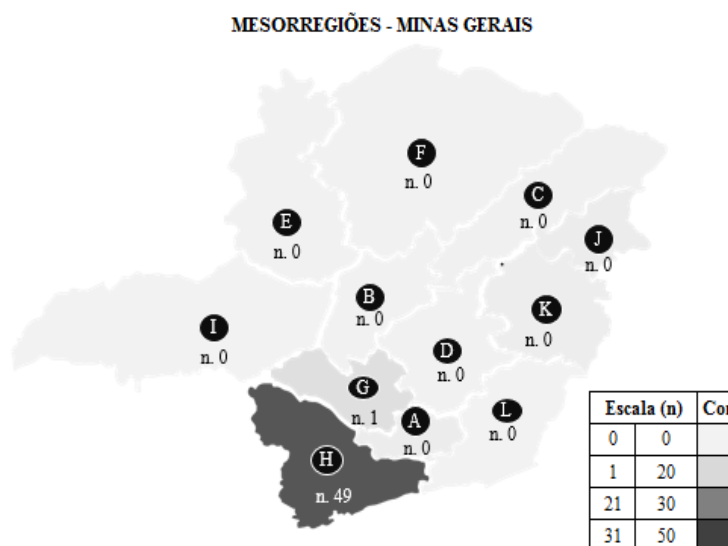 MESORREGIÕES - MINAS GERAIS
F
n. 0
C
n. 0
E
n. 0
J
n. 0
B
n. 0
K
n. 0
I
n. 0
D
n. 0
G
n. 1
A
n. 0
L
n. 0
H
n. 49
Escala (n)
0 0
1 20
21 30
31 50